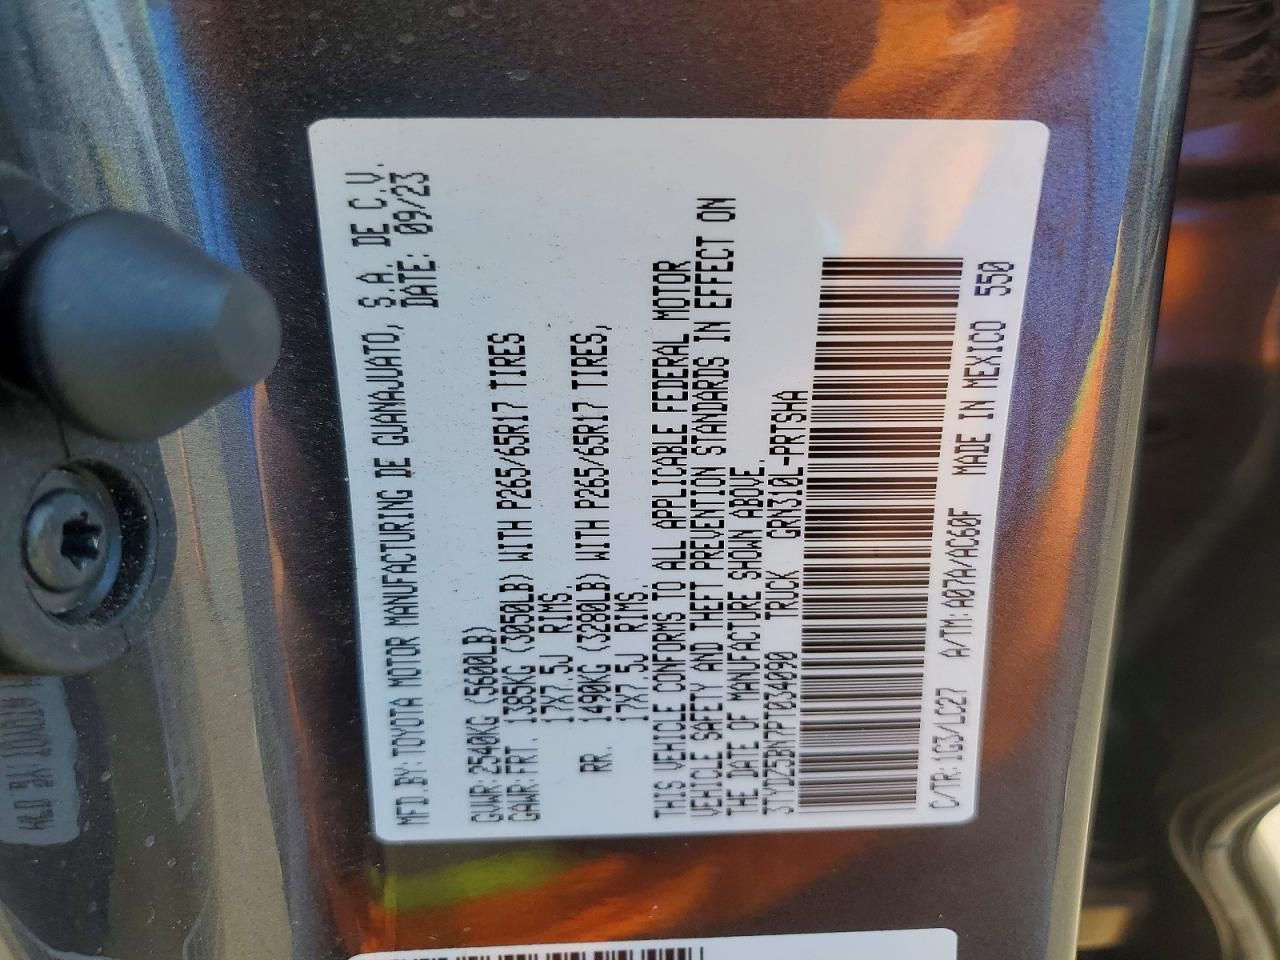 MFD.BY: TOYOTA MOTOR MANUFACTURING DE GUANAJUATO, S.A. DE C.V.
DATE: 09/23
GVWR: 2540KG (5600LB)
GAWR: FRT. 1385KG (3050LB) WITH P265/65R17 TIRES
17X7.5J RIMS.
RR. 1490KG (3280LB) WITH P265/65R17 TIRES,
17X7.5J RIMS.
THIS VEHICLE CONFORMS TO ALL APPLICABLE FEDERAL MOTOR
VEHICLE SAFETY AND THEFT PREVENTION STANDARDS IN EFFECT ON
THE DATE OF MANUFACTURE SHOWN ABOVE.
3TYAZ5BN7PT034090 TRUCK GRN310L-PRTSHA
C/TR: 1G3/LC27 A/TM: A07A/AC60F MADE IN MEXICO 550